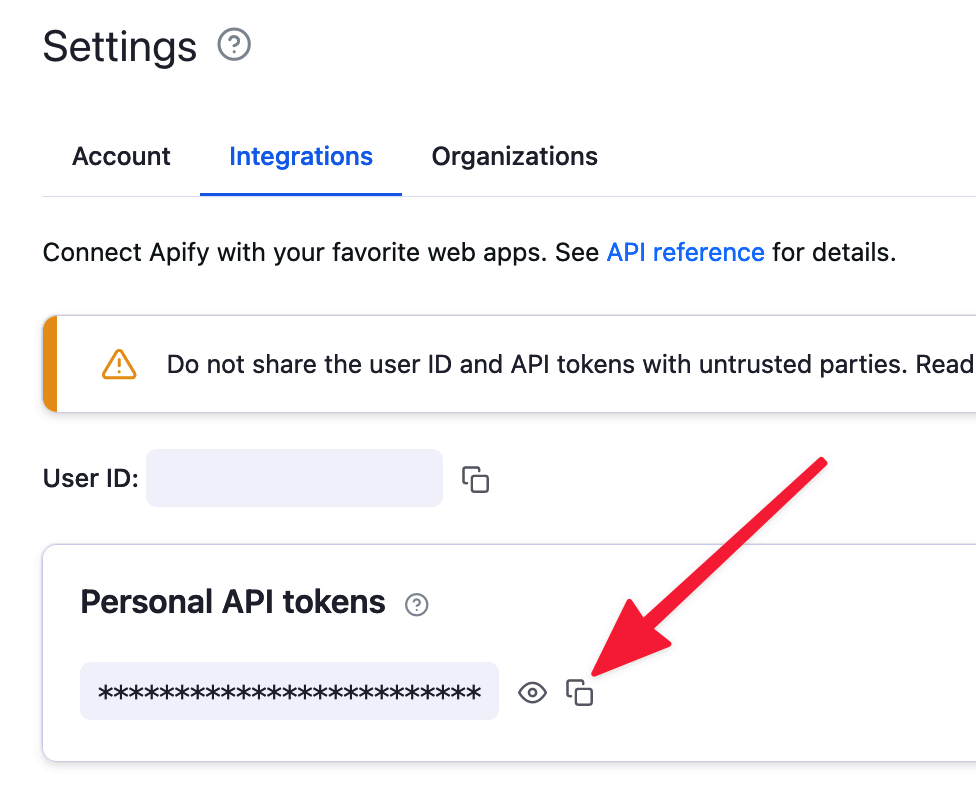 Settings
Account Integrations Organizations
Connect Apify with your favorite web apps. See API reference for details.
Do not share the user ID and API tokens with untrusted parties. Read
User ID:
Personal API tokens
*************************